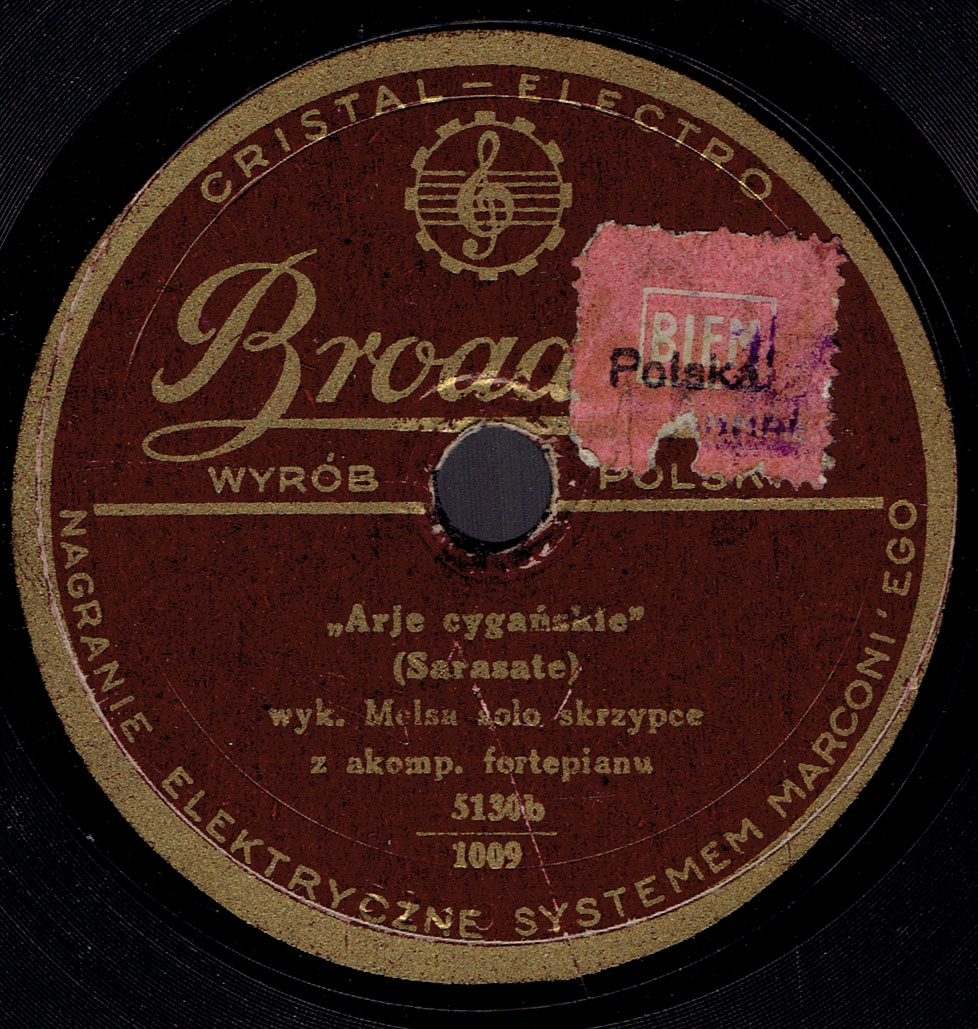 CRISTAL – ELECTRO
Broad
BIEM
Polska
WYRÓB POLSKI
„Arje cygańskie”
(Sarasate)
wyk. Melsa solo skrzypce
z akomp. fortepianu
5130b
1009
NAGRANIE ELEKTRYCZNE SYSTEMEM MARCONI'EGO